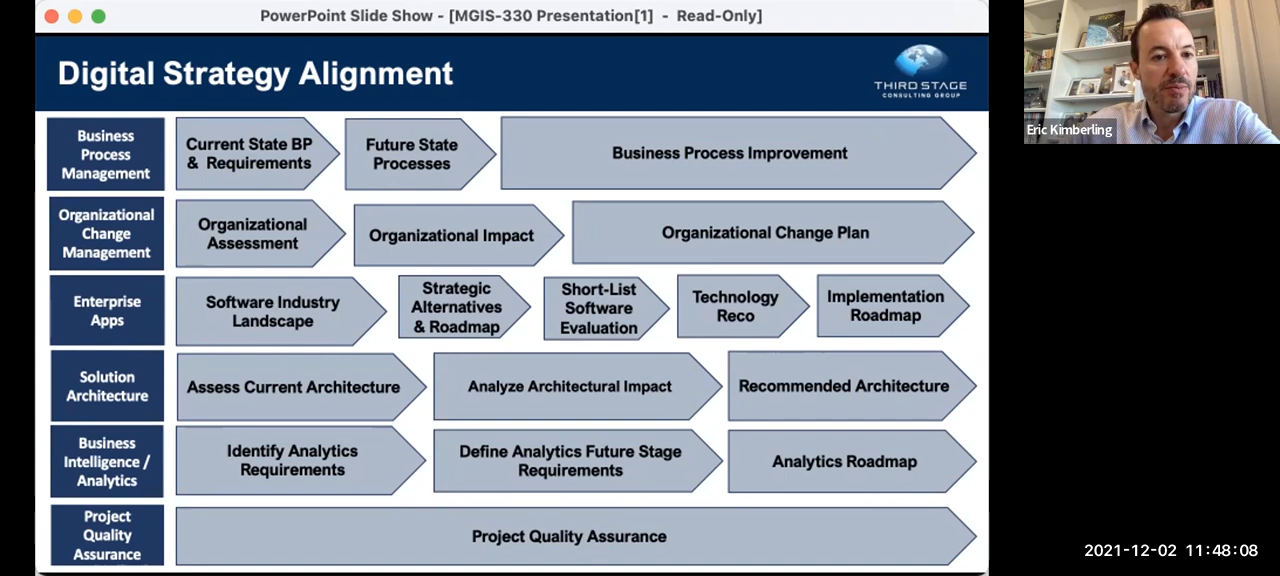 PowerPoint Slide Show - [MGIS-330 Presentation[1] - Read-Only]
Digital Strategy Alignment
THIRD STAGE
CONSULTING GROUP
Eric Kimberling
Business
Process
Management
Current State BP
& Requirements
Future State
Processes
Business Process Improvement
Organizational
Change
Management
Organizational
Assessment
Organizational Impact
Organizational Change Plan
Enterprise
Apps
Software Industry
Landscape
Strategic
Alternatives
& Roadmap
Short-List
Software
Evaluation
Technology
Reco
Implementation
Roadmap
Solution
Architecture
Assess Current Architecture
Analyze Architectural Impact
Recommended Architecture
Business
Intelligence /
Analytics
Identify Analytics
Requirements
Define Analytics Future Stage
Requirements
Analytics Roadmap
Project
Quality
Assurance
Project Quality Assurance
2021-12-02 11:48:08